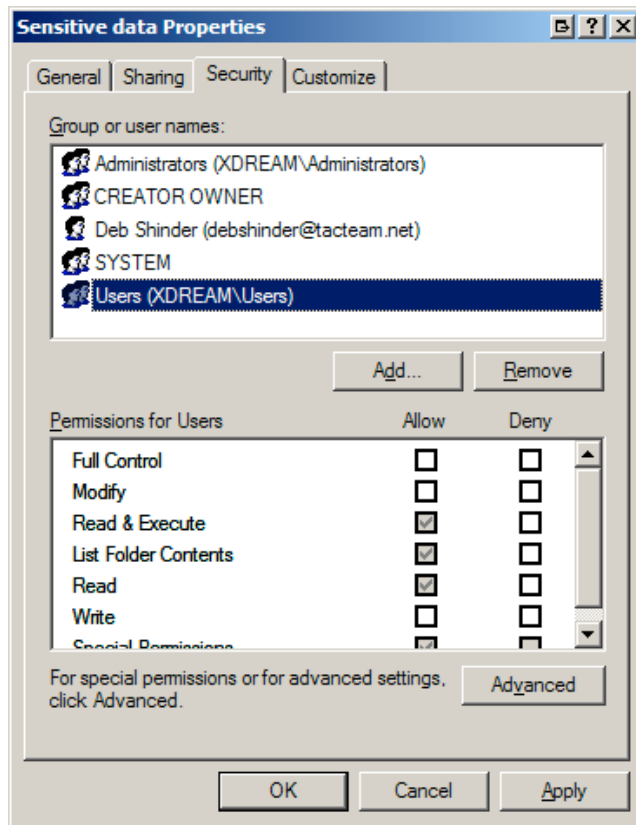 Sensitive data Properties
General Sharing Security Customize
Group or user names:
Administrators (XDREAM\Administrators)
CREATOR OWNER
Deb Shinder (debshinder@tacteam.net)
SYSTEM
Users (XDREAM\Users)
Add... Remove
Permissions for Users Allow Deny
Full Control
Modify
Read & Execute
List Folder Contents
Read
Write
Special Permissions
For special permissions or for advanced settings,
click Advanced.
Advanced
OK Cancel Apply